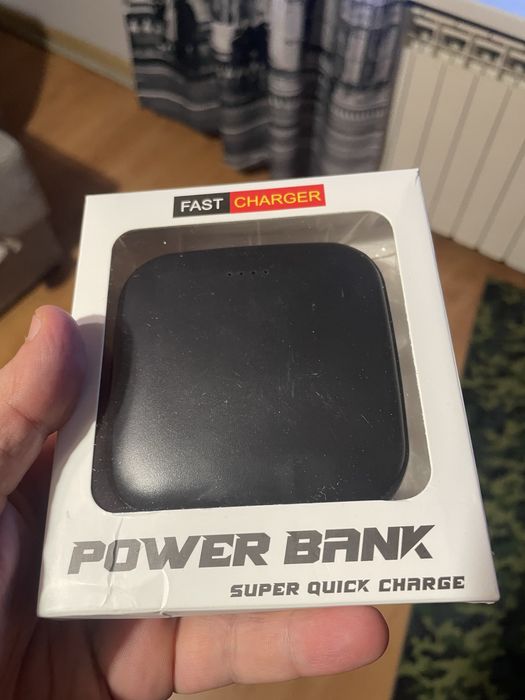 FAST CHARGER
POWER BANK
SUPER QUICK CHARGE